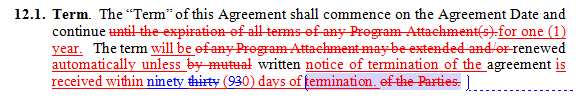 12.1. Term. The “Term” of this Agreement shall commence on the Agreement Date and
continue until the expiration of all terms of any Program Attachment(s).for one (1)
year. The term will be of any Program Attachment may be extended and/or renewed
automatically unless by mutual written notice of termination of the agreement is
received within ninety thirty (930) days of termination. of the Parties.